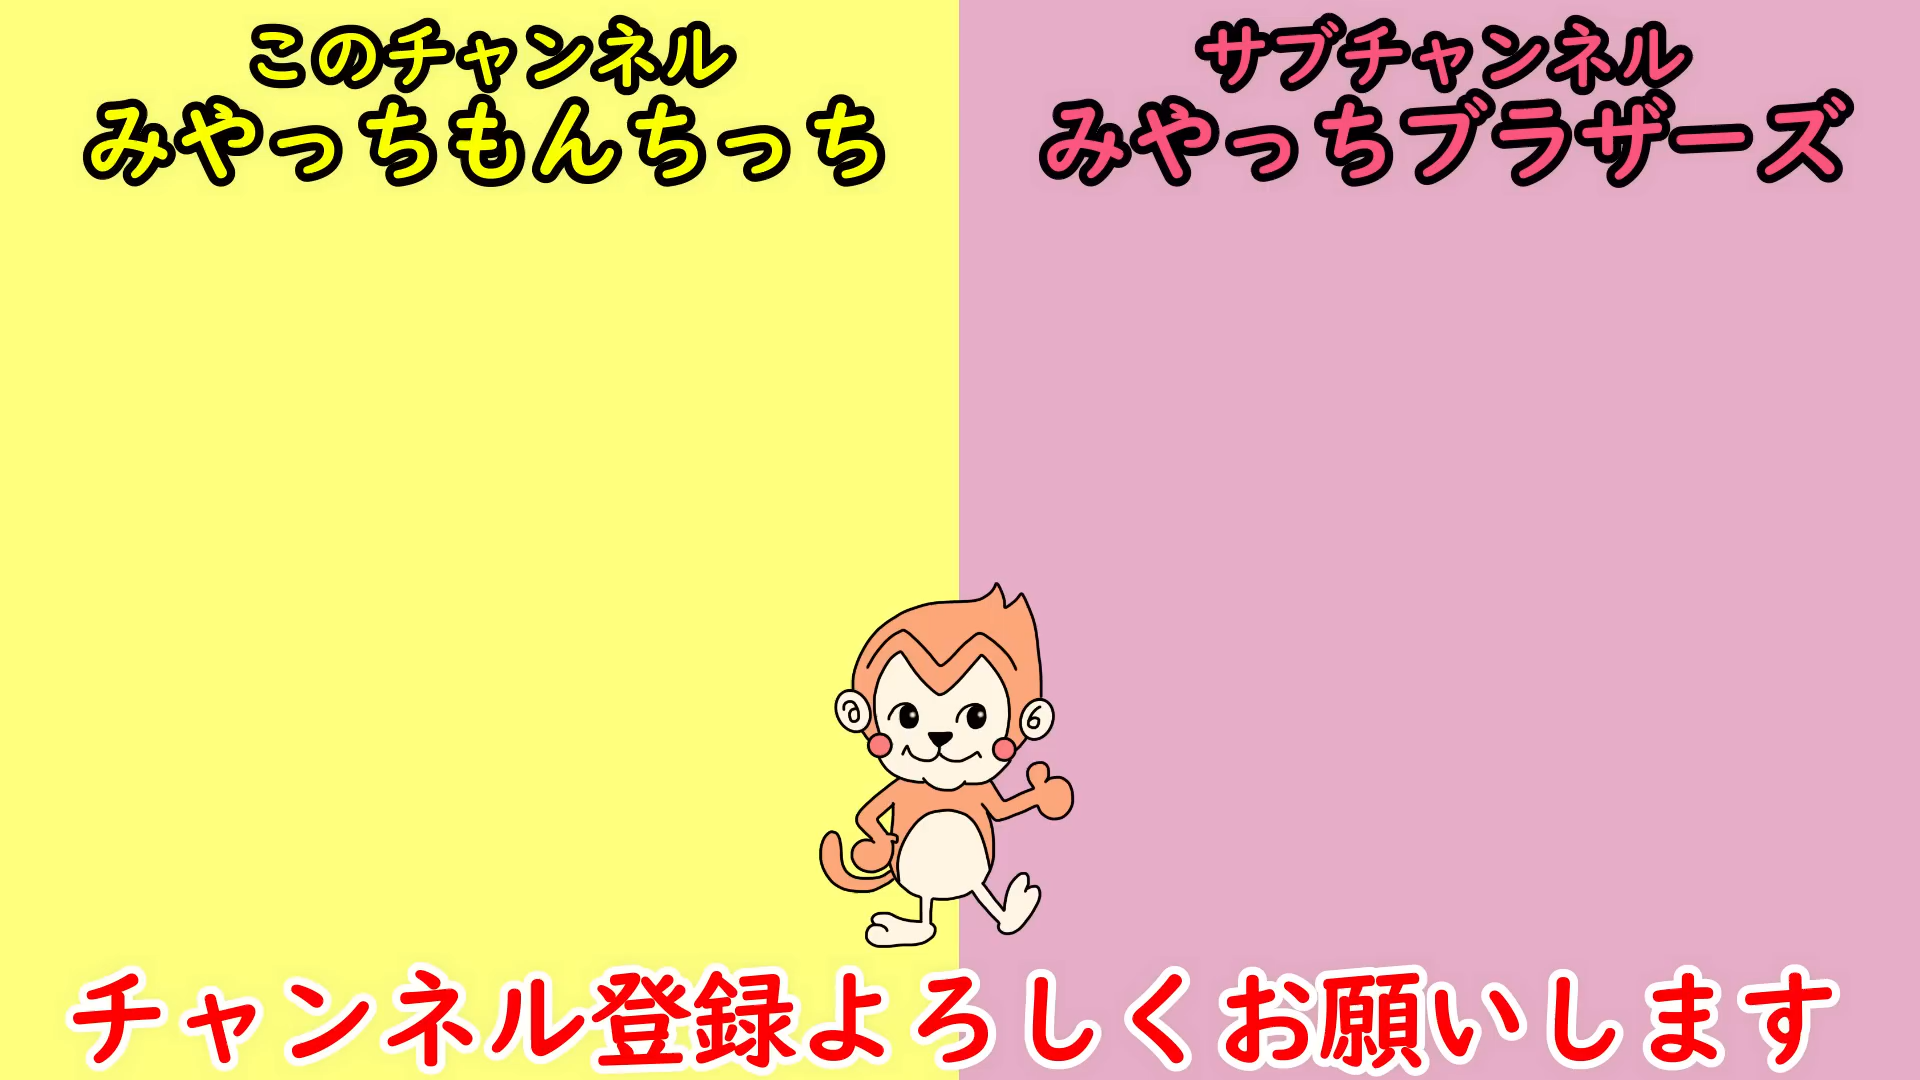 このチャンネル
みやっちもんちっち
サブチャンネル
みやっちブラザーズ
チャンネル登録よろしくお願いします